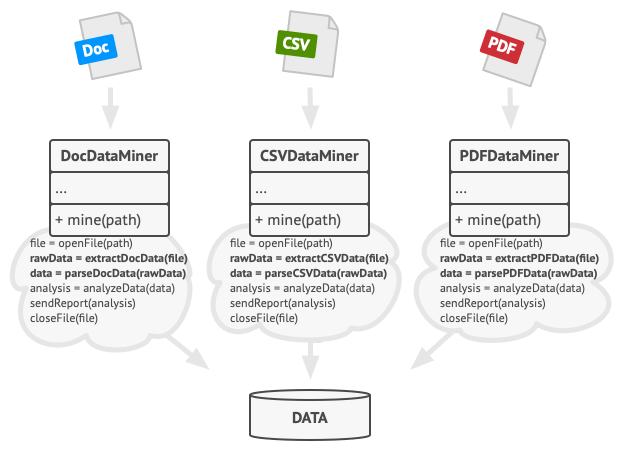 Doc
CSV
PDF
DocDataMiner
...
+ mine(path)
file = openFile(path)
rawData = extractDocData(file)
data = parseDocData(rawData)
analysis = analyzeData(data)
sendReport(analysis)
closeFile(file)
CSVDataMiner
...
+ mine(path)
file = openFile(path)
rawData = extractCSVData(file)
data = parseCSVData(rawData)
analysis = analyzeData(data)
sendReport(analysis)
closeFile(file)
PDFDataMiner
...
+ mine(path)
file = openFile(path)
rawData = extractPDFData(file)
data = parsePDFData(rawData)
analysis = analyzeData(data)
sendReport(analysis)
closeFile(file)
DATA